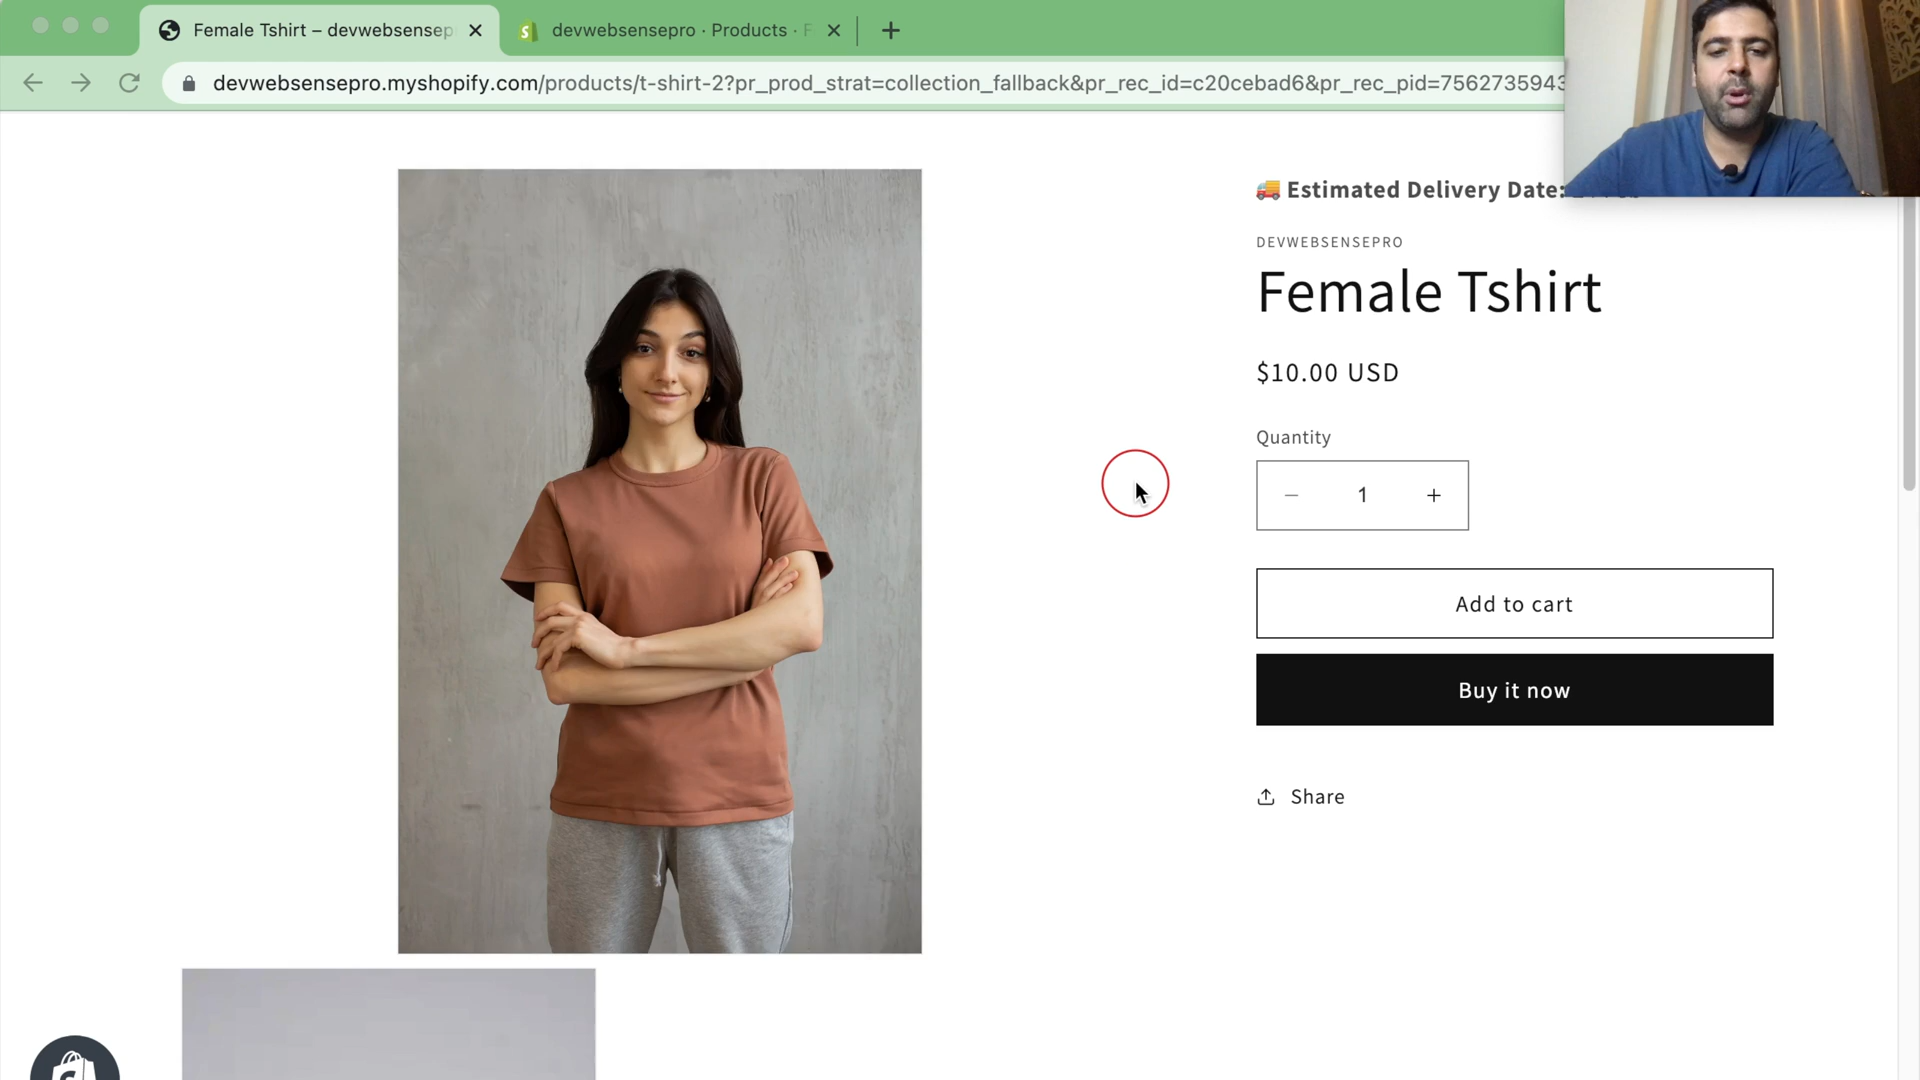 Female Tshirt – devwebsensep
devwebsensepro · Products · F
devwebsensepro.myshopify.com/products/t-shirt-2?pr_prod_strat=collection_fallback&pr_rec_id=c20cebad6&pr_rec_pid=756273594
🚚 Estimated Delivery Date:
DEVWEBSENSEPRO
Female Tshirt
$10.00 USD
Quantity
− 1 +
Add to cart
Buy it now
Share